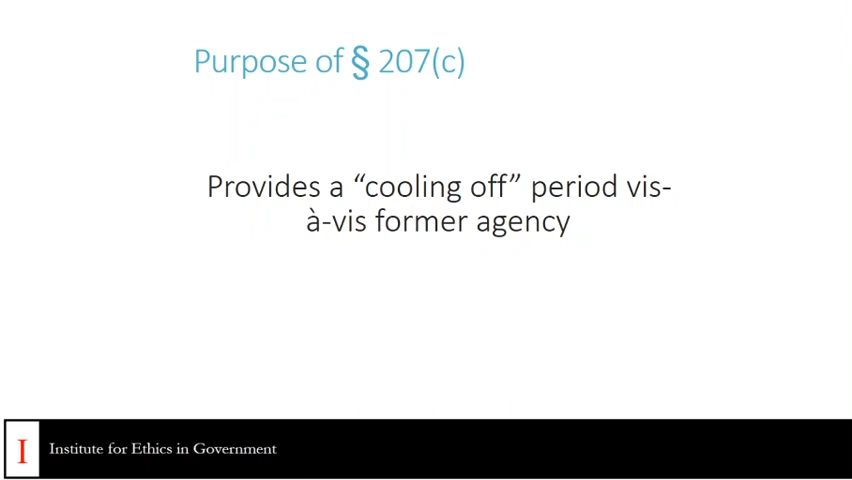 Purpose of § 207(c)
Provides a “cooling off” period vis-
à-vis former agency
I
Institute for Ethics in Government